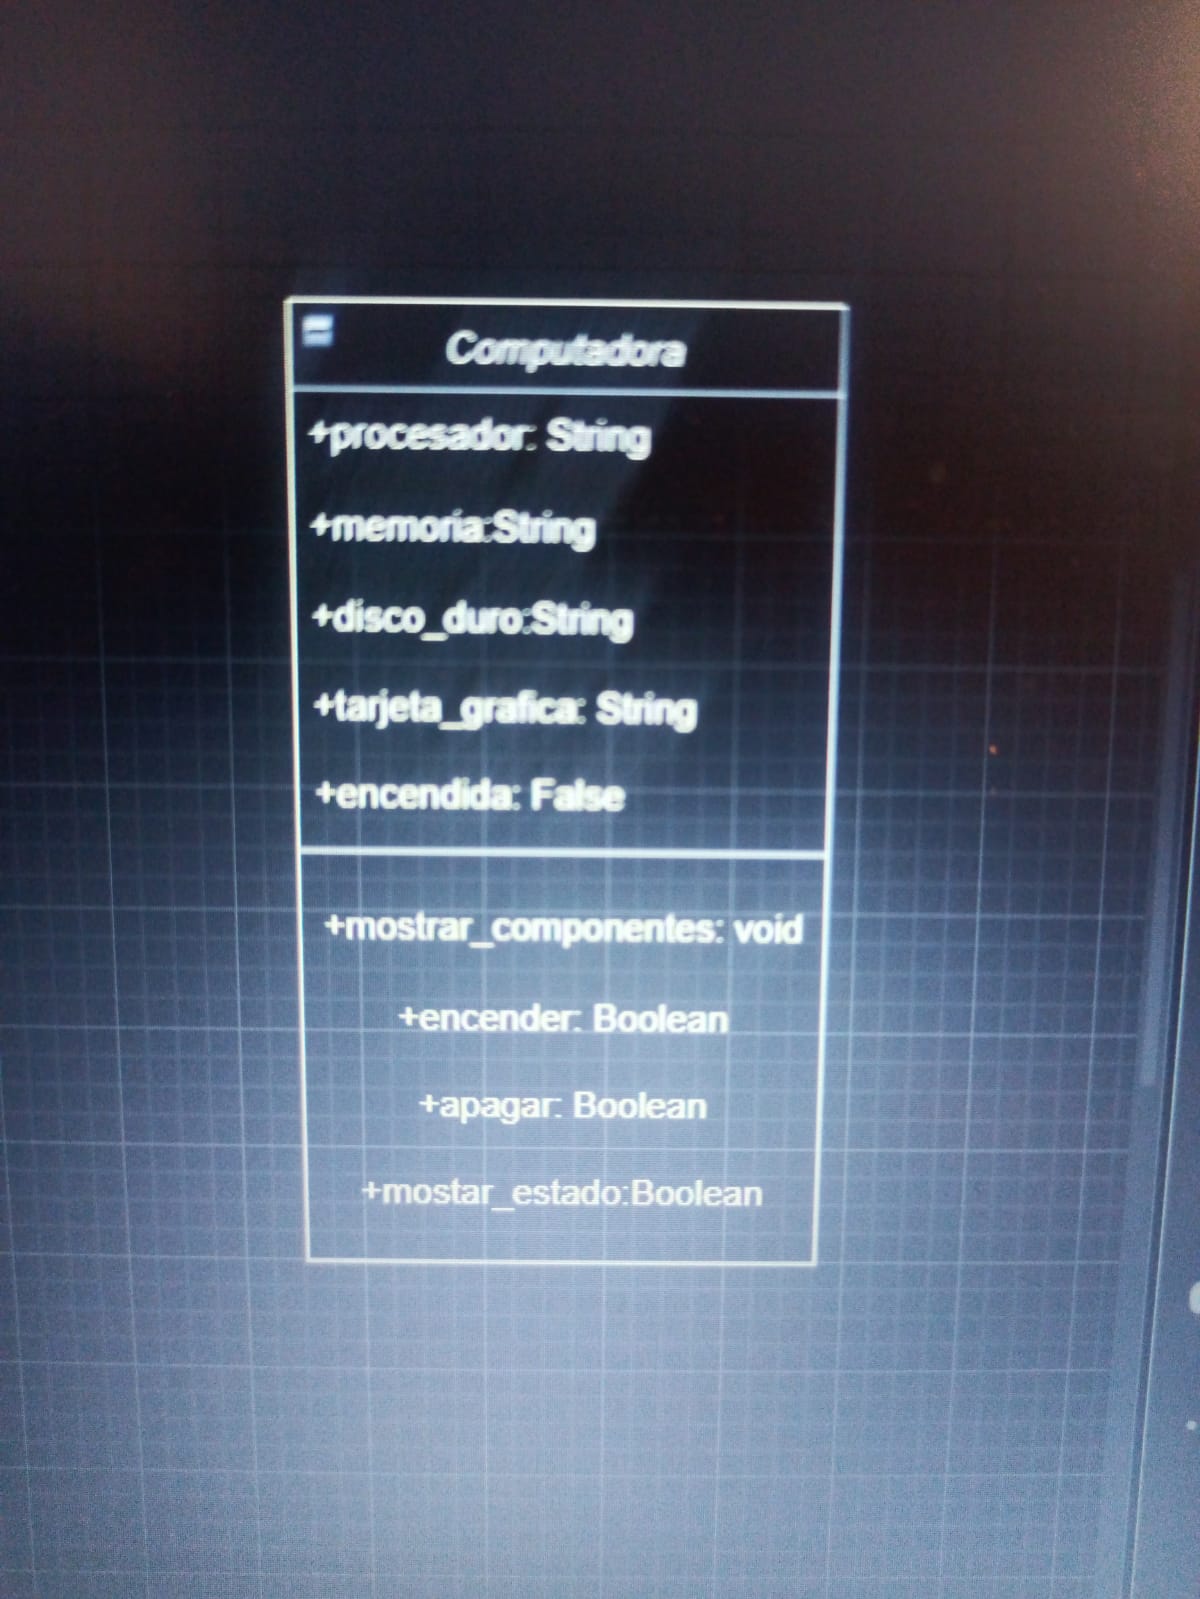 Computadora
+procesador: String
+memoria:String
+disco_duro:String
+tarjeta_grafica: String
+encendida: False
+mostrar_componentes: void
+encender: Boolean
+apagar: Boolean
+mostar_estado:Boolean